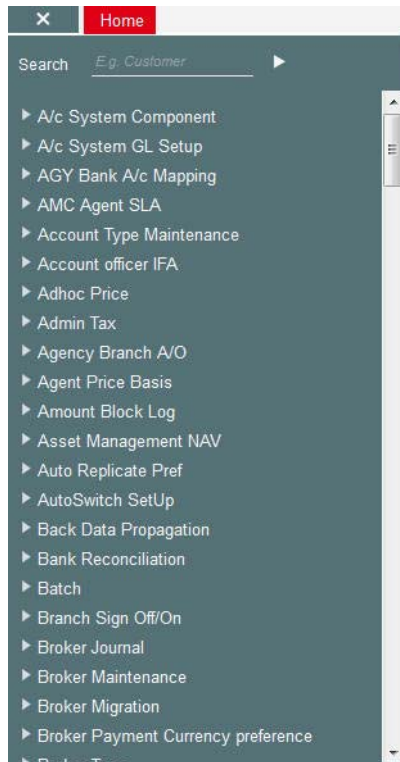 Home
Search E.g. Customer
A/c System Component
A/c System GL Setup
AGY Bank A/c Mapping
AMC Agent SLA
Account Type Maintenance
Account officer IFA
Adhoc Price
Admin Tax
Agency Branch A/O
Agent Price Basis
Amount Block Log
Asset Management NAV
Auto Replicate Pref
AutoSwitch SetUp
Back Data Propagation
Bank Reconciliation
Batch
Branch Sign Off/On
Broker Journal
Broker Maintenance
Broker Migration
Broker Payment Currency preference